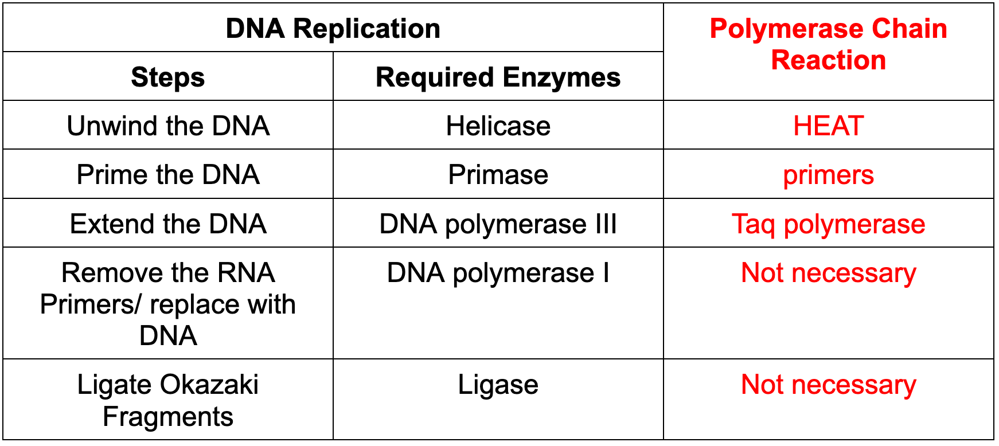 DNA Replication
Polymerase Chain
Reaction
Steps
Required Enzymes
Unwind the DNA
Helicase
HEAT
Prime the DNA
Primase
primers
Extend the DNA
DNA polymerase III
Taq polymerase
Remove the RNA
Primers/ replace with
DNA
DNA polymerase I
Not necessary
Ligate Okazaki
Fragments
Ligase
Not necessary